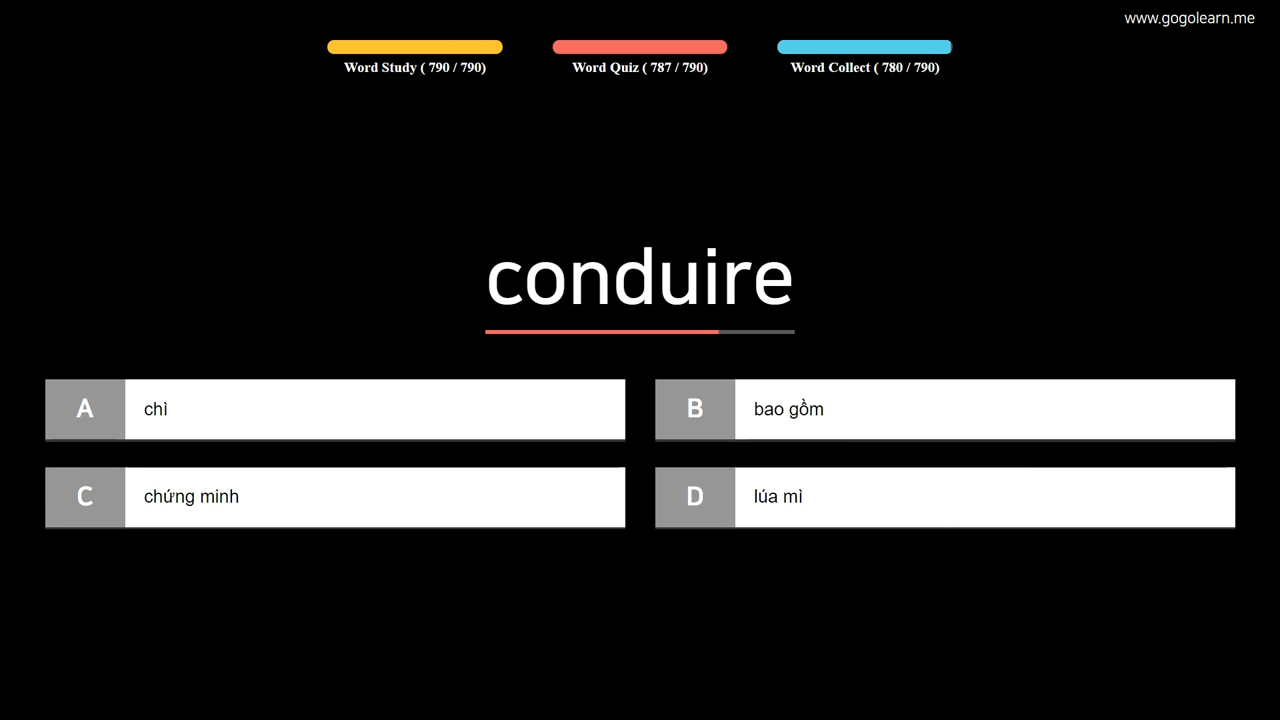 www.gogolearn.me
Word Study ( 790 / 790)
Word Quiz ( 787 / 790)
Word Collect ( 780 / 790)
conduire
A chì
B bao gồm
C chứng minh
D lúa mì